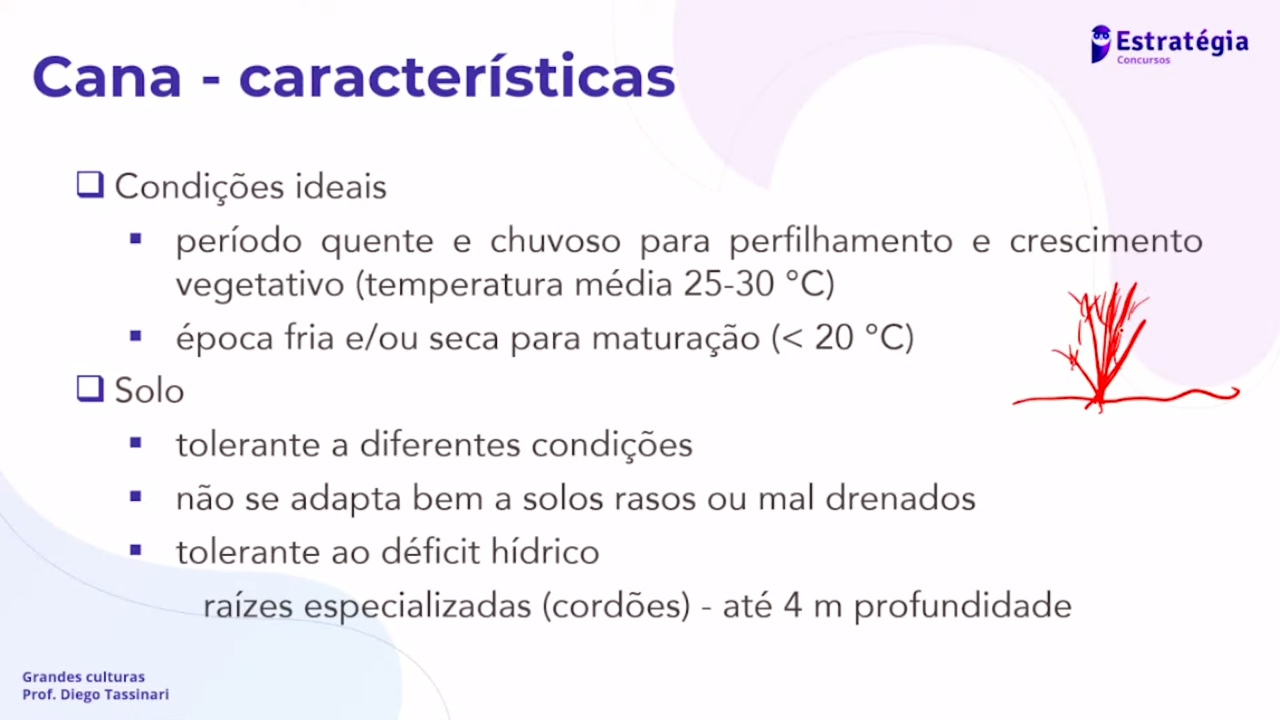 Estratégia
Concursos
Cana - características
Condições ideais
período quente e chuvoso para perfilhamento e crescimento
vegetativo (temperatura média 25-30 °C)
época fria e/ou seca para maturação (< 20 °C)
Solo
tolerante a diferentes condições
não se adapta bem a solos rasos ou mal drenados
tolerante ao déficit hídrico
raízes especializadas (cordões) - até 4 m profundidade
Grandes culturas
Prof. Diego Tassinari